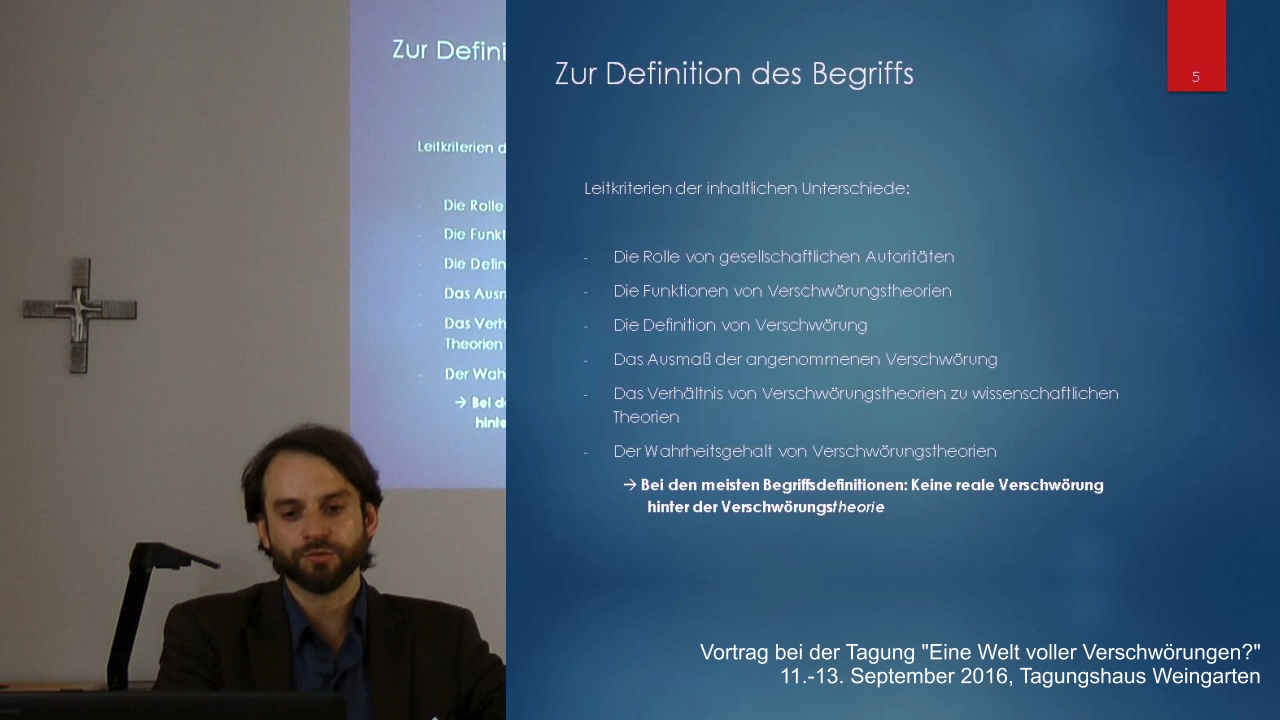 Zur Defini
Leitkriterien d
- Die Rolle
- Die Funkt
- Die Defin
- Das Ausm
- Das Verh
Theorien
- Der Wah
→ Bei de
hinte
Zur Definition des Begriffs
5
Leitkriterien der inhaltlichen Unterschiede:
- Die Rolle von gesellschaftlichen Autoritäten
- Die Funktionen von Verschwörungstheorien
- Die Definition von Verschwörung
- Das Ausmaß der angenommenen Verschwörung
- Das Verhältnis von Verschwörungstheorien zu wissenschaftlichen
Theorien
- Der Wahrheitsgehalt von Verschwörungstheorien
→ Bei den meisten Begriffsdefinitionen: Keine reale Verschwörung
hinter der Verschwörungstheorie
Vortrag bei der Tagung "Eine Welt voller Verschwörungen?"
11.-13. September 2016, Tagungshaus Weingarten